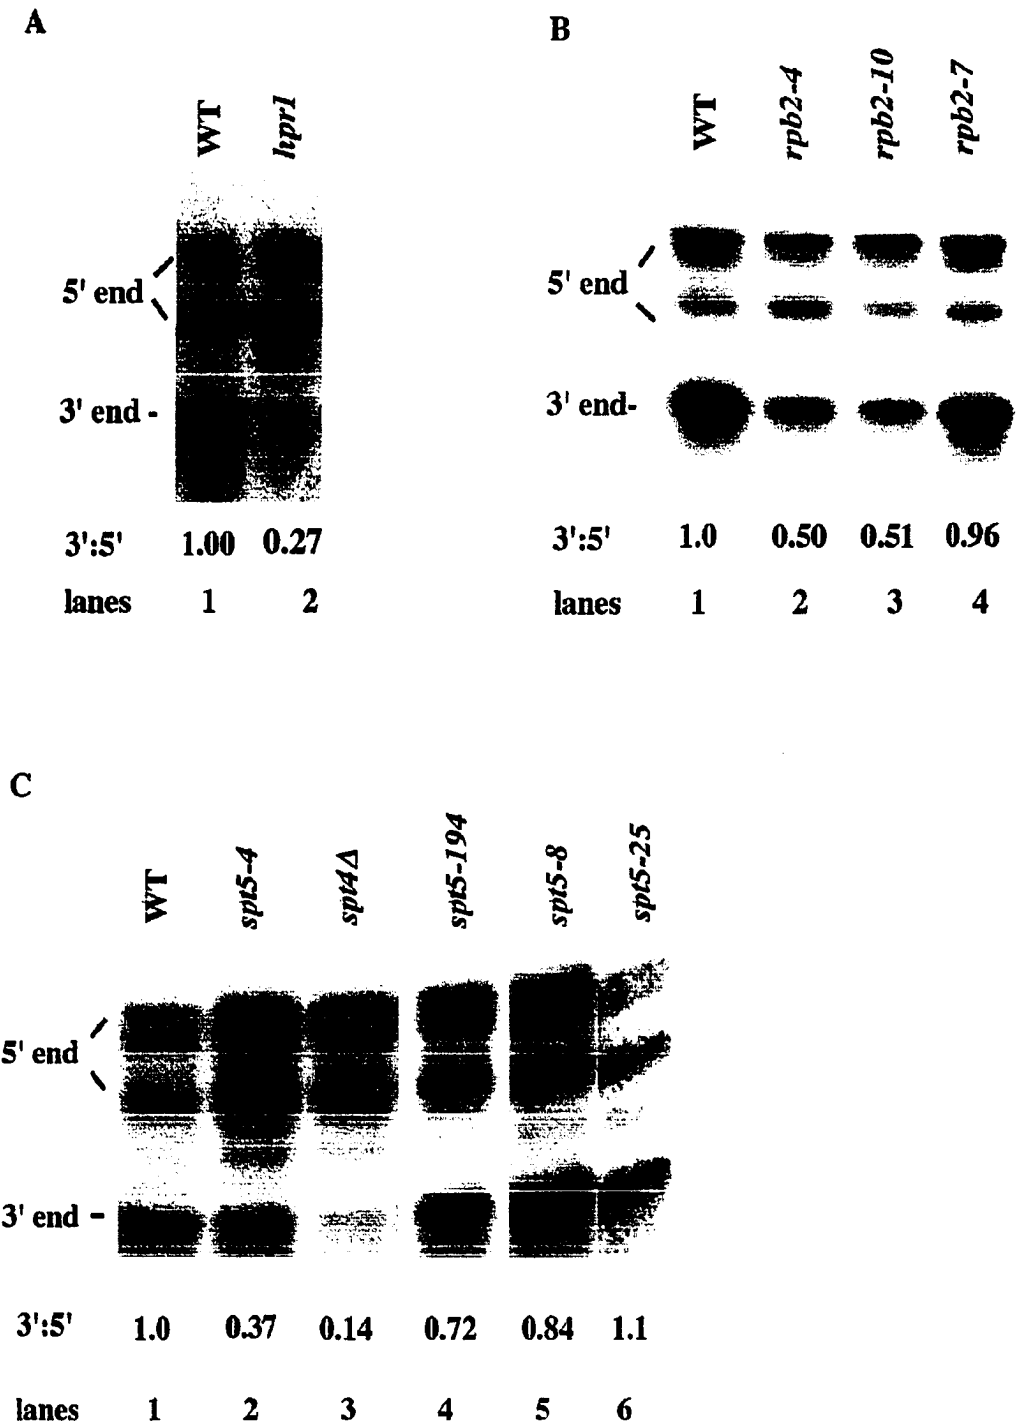 A
WT hpr1
5' end
3' end -
3':5' 1.00 0.27
lanes 1 2
B
WT rpb2-4 rpb2-10 rpb2-7
5' end
3' end-
3':5' 1.0 0.50 0.51 0.96
lanes 1 2 3 4
C
WT spt5-4 spt4Δ spt5-194 spt5-8 spt5-25
5' end
3' end -
3':5' 1.0 0.37 0.14 0.72 0.84 1.1
lanes 1 2 3 4 5 6